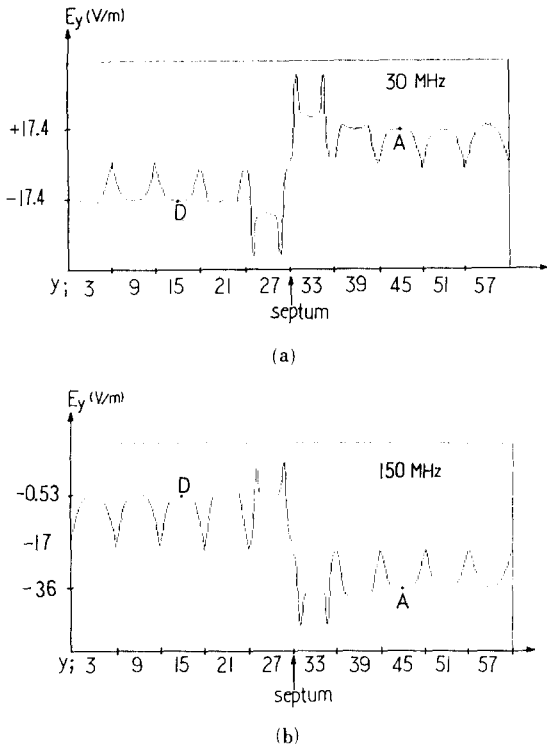 Ey (V/m)
30 MHz
+17.4
A
-17.4
D
y; 3 9 15 21 27 33 39 45 51 57
septum
(a)
Ey (V/m)
150 MHz
D
-0.53
-17
-36
A
y; 3 9 15 21 27 33 39 45 51 57
septum
(b)